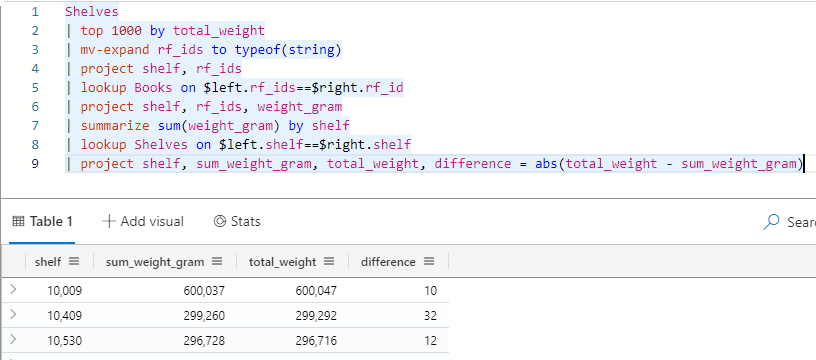 1 Shelves
2 | top 1000 by total_weight
3 | mv-expand rf_ids to typeof(string)
4 | project shelf, rf_ids
5 | lookup Books on $left.rf_ids==$right.rf_id
6 | project shelf, rf_ids, weight_gram
7 | summarize sum(weight_gram) by shelf
8 | lookup Shelves on $left.shelf==$right.shelf
9 | project shelf, sum_weight_gram, total_weight, difference = abs(total_weight - sum_weight_gram)
Table 1 Add visual Stats Sear
shelf sum_weight_gram total_weight difference
10,009 600,037 600,047 10
10,409 299,260 299,292 32
10,530 296,728 296,716 12